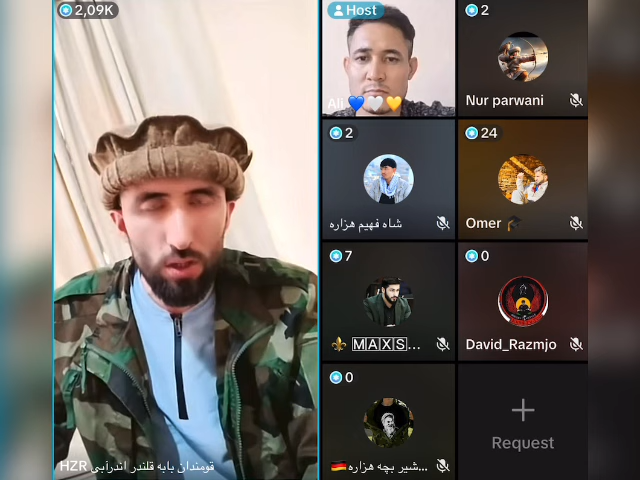 2,09K
HZR قومندان بابه قلندر اندرابی
Host
Ali 💙🤍💛
2
Nur parwani
2
شاه فهیم هزاره
24
Omer 🎓
7
⚜️ 🄼🄰🅇🅂...
0
David_Razmjo
0
🇩🇪شیر بچه هزاره...
Request